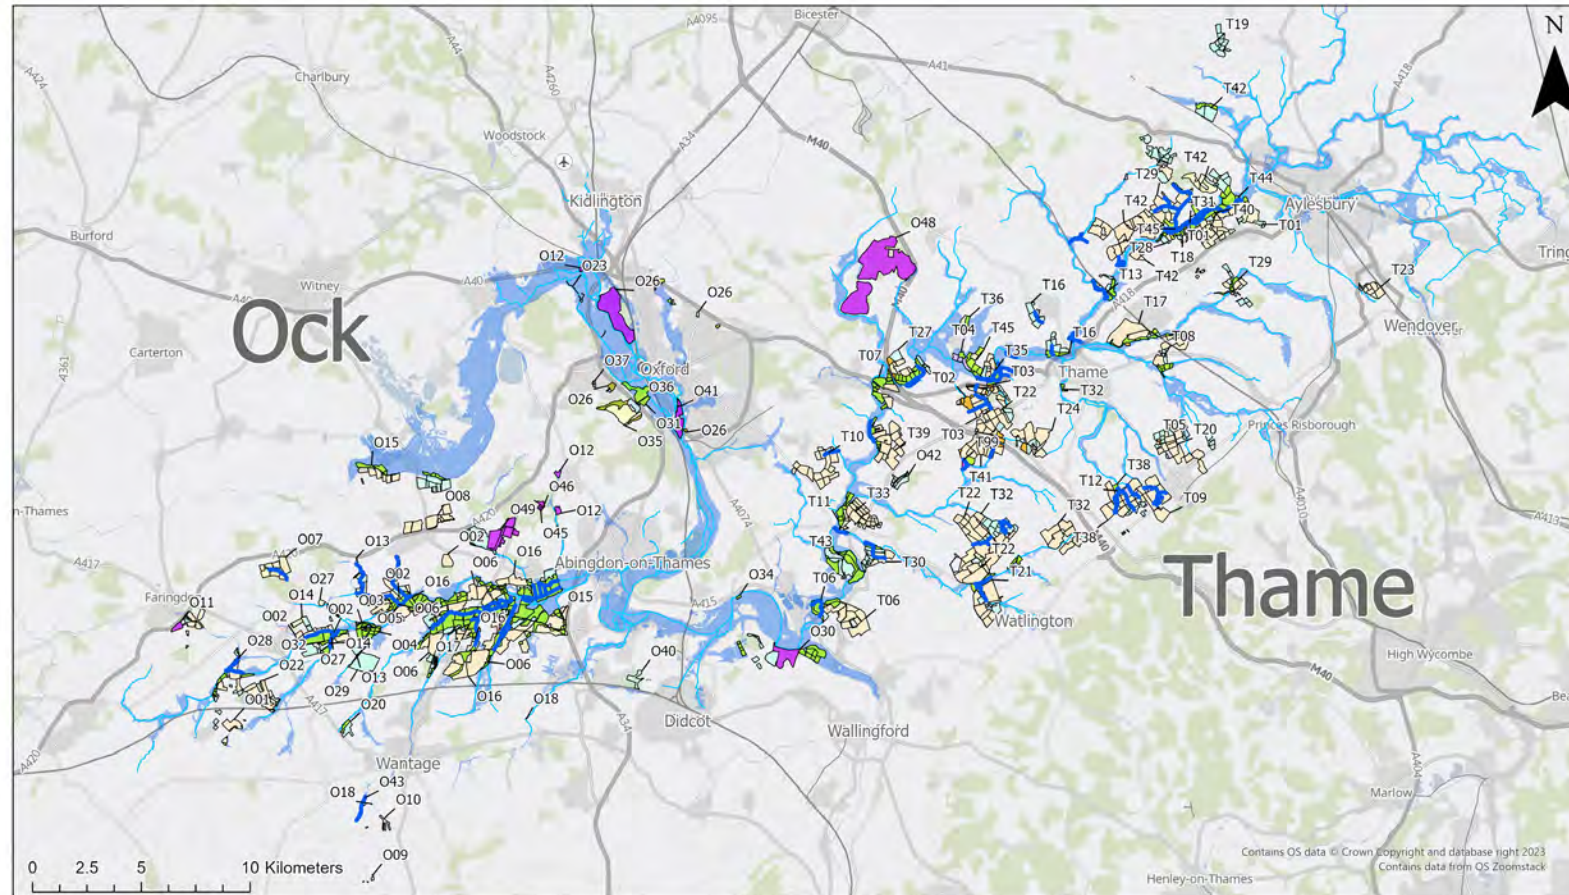 Bicester
T19
N
A4095
A44
A41
A418
A418
Charlbury
A424
A4260
T42
Woodstock
A34
M40
T42
T29
T44
Kidlington
T42
T31
T40
Aylesbury
T01
T45
T01
Burford
O48
T28
T18
O12
O23
T13
T42
T29
Tring
A40
T23
Witney
A40
O26
O26
T16
A418
T17
Ock
T36
Wendover
T27
T04
T45
T16
T08
Carterton
A361
O37
T07
T35
Oxford
Thame
O36
O41
T02
T03
T32
O26
T22
O31
O26
T24
Princes Risborough
O35
T39
T03
T05
T20
O15
T10
T99
O12
O42
T41
T38
n-Thames
O08
O46
T12
T09
O49
O12
T11
T33
T22
T32
T32
A4010
A420
O45
A4074
A413
O07
O13
O02
T43
T38
A40
O16
Abingdon-on-Thames
T22
A417
O06
T30
O27
O02
O16
O34
T06
T21
Thame
Faringdon
O11
O14
O03
O15
A415
O02
O02
O05
O06
T06
O16
Watlington
O28
O32
O14
O04
O17
O30
High Wycombe
O22
O27
O06
O06
O13
O40
M40
O01
O29
O16
O18
A417
O20
Didcot
A34
Wallingford
A420
Wantage
A404
O43
Marlow
O18
O10
O09
0 2.5 5 10 Kilometers
Contains OS data © Crown Copyright and database right 2023
Contains data from OS Zoomstack
Henley-on-Thames